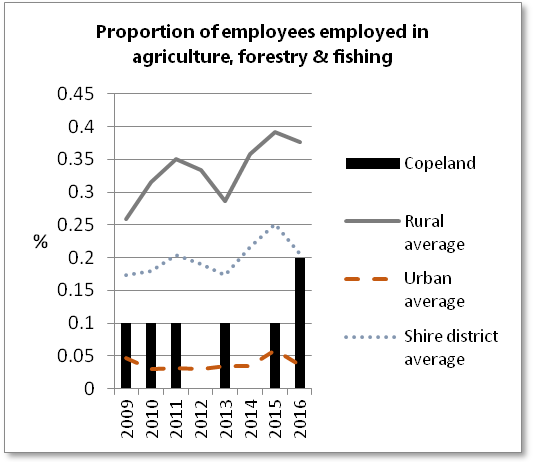 Proportion of employees employed in
agriculture, forestry & fishing
0.45
0.4
0.35
0.3
0.25
0.2
0.15
0.1
0.05
0
%
2009
2010
2011
2012
2013
2014
2015
2016
Copeland
Rural
average
Urban
average
Shire district
average